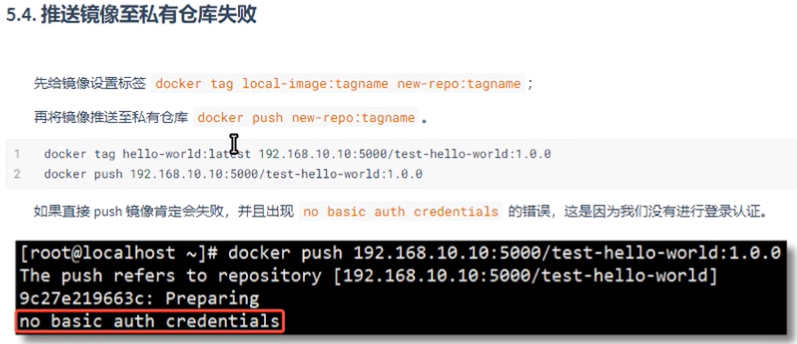 5.4. 推送镜像至私有仓库失败
先给镜像设置标签 docker tag local-image:tagname new-repo:tagname ；
再将镜像推送至私有仓库 docker push new-repo:tagname 。
1 docker tag hello-world:latest 192.168.10.10:5000/test-hello-world:1.0.0
2 docker push 192.168.10.10:5000/test-hello-world:1.0.0
如果直接 push 镜像肯定会失败，并且出现 no basic auth credentials 的错误，这是因为我们没有进行登录认证。
[root@localhost ~]# docker push 192.168.10.10:5000/test-hello-world:1.0.0
The push refers to repository [192.168.10.10:5000/test-hello-world]
9c27e219663c: Preparing
no basic auth credentials